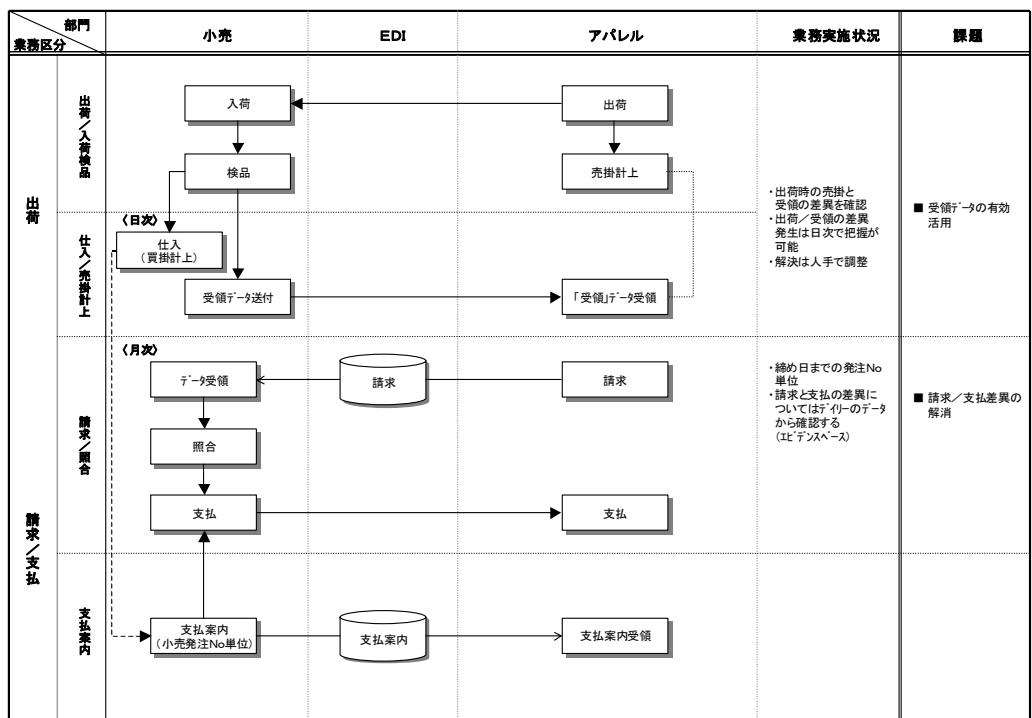 部門
業務区分
小売
EDI
アパレル
業務実施状況
課題
出荷
出荷／入荷検品
入荷
出荷
検品
売掛計上
・出荷時の売掛と
受領の差異を確認
・出荷／受領の差異
発生は日次で把握が
可能
・解決は人手で調整
■ 受領ﾃﾞｰﾀの有効
活用
仕入／売掛計上
〈日次〉
仕入
（買掛計上）
受領データ送付
「受領」データ受領
請求／支払
請求／照合
〈月次〉
ﾃﾞｰﾀ受領
請求
請求
照合
支払
支払
・締め日までの発注No
単位
・請求と支払の差異に
ついてはﾃﾞｲﾘｰのデータ
から確認する
（ｴﾋﾞﾃﾞﾝｽﾍﾞｰｽ）
■ 請求／支払差異の
解消
支払案内
支払案内
（小売発注No単位）
支払案内
支払案内受領